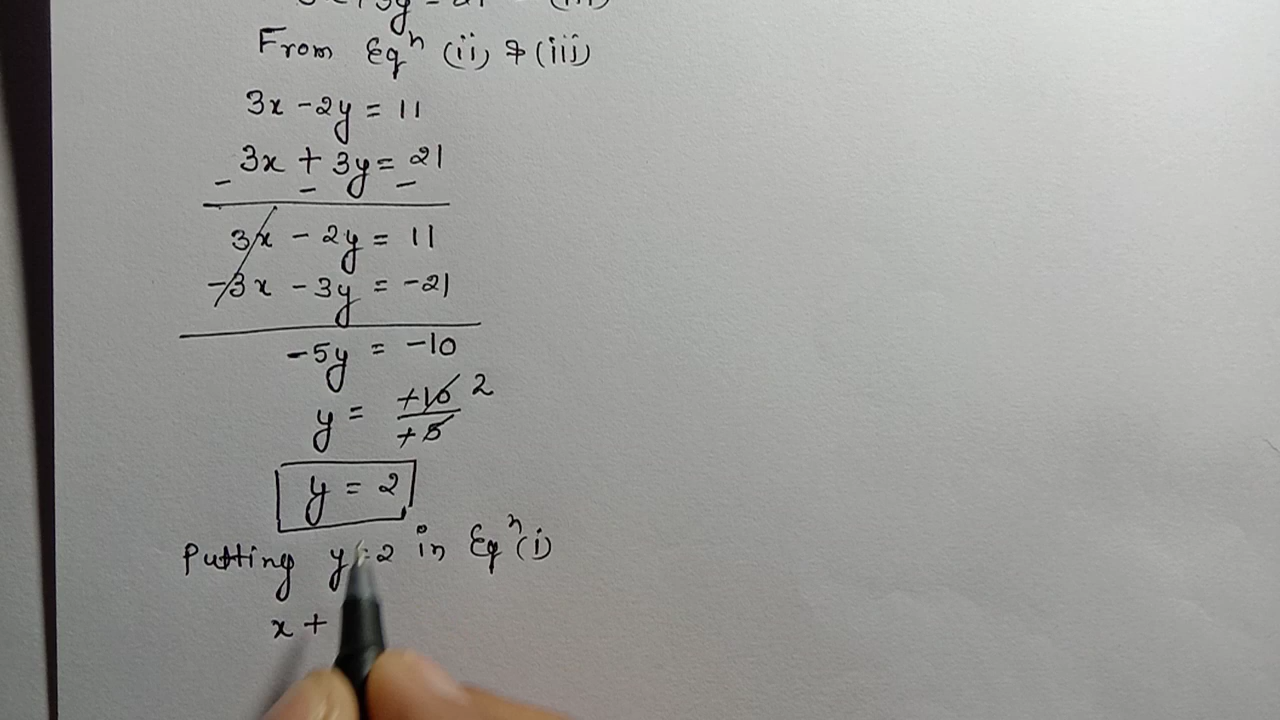 From Eqⁿ (ii) & (iii)
3x - 2y = 11
3x + 3y = 21
- - -
3x - 2y = 11
-3x - 3y = -21
-5y = -10
y = +10/+5 2
y = 2
Putting y=2 in Eqⁿ(i)
x +